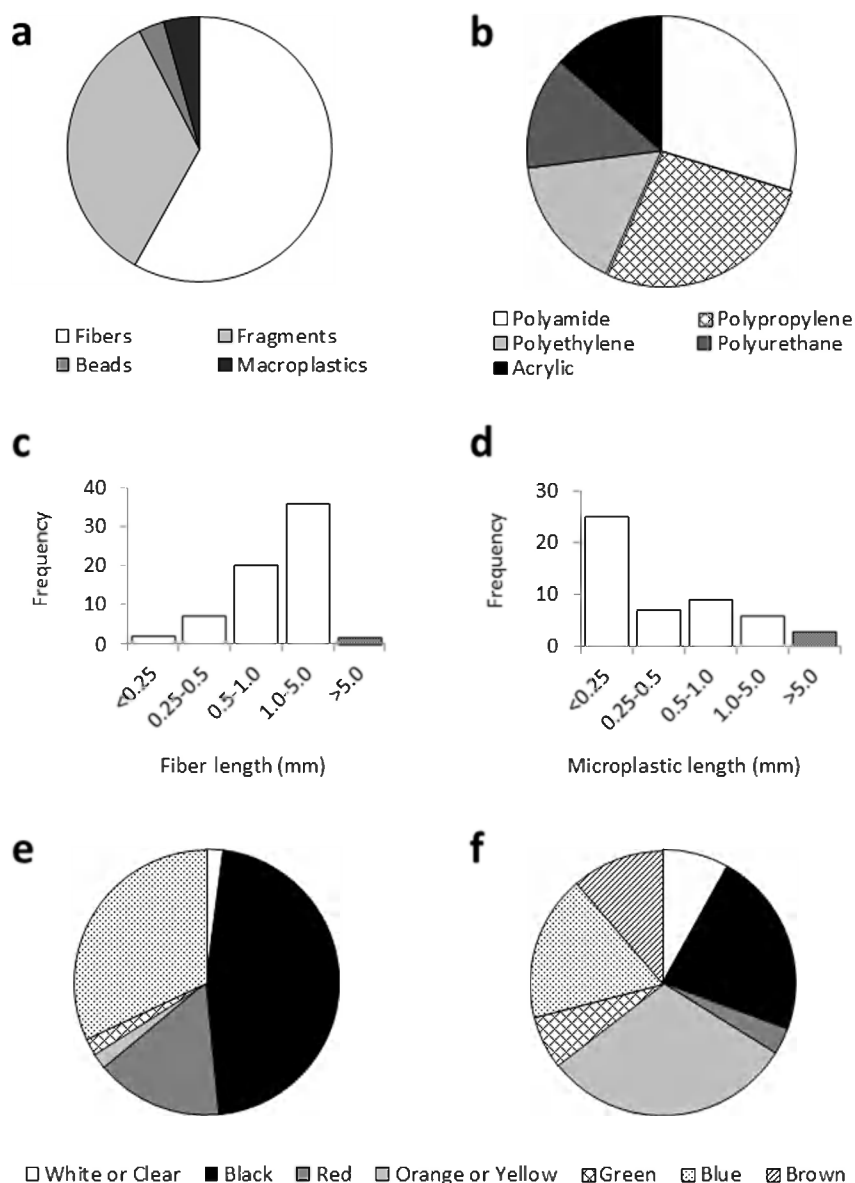 a
b
Fibers Fragments
Beads Macroplastics
Polyamide Polypropylene
Polyethylene Polyurethane
Acrylic
c
Frequency
40
30
20
10
0
<0.25 0.25-0.5 0.5-1.0 1.0-5.0 >5.0
Fiber length (mm)
d
Frequency
30
20
10
0
<0.25 0.25-0.5 0.5-1.0 1.0-5.0 >5.0
Microplastic length (mm)
e
f
White or Clear Black Red Orange or Yellow Green Blue Brown